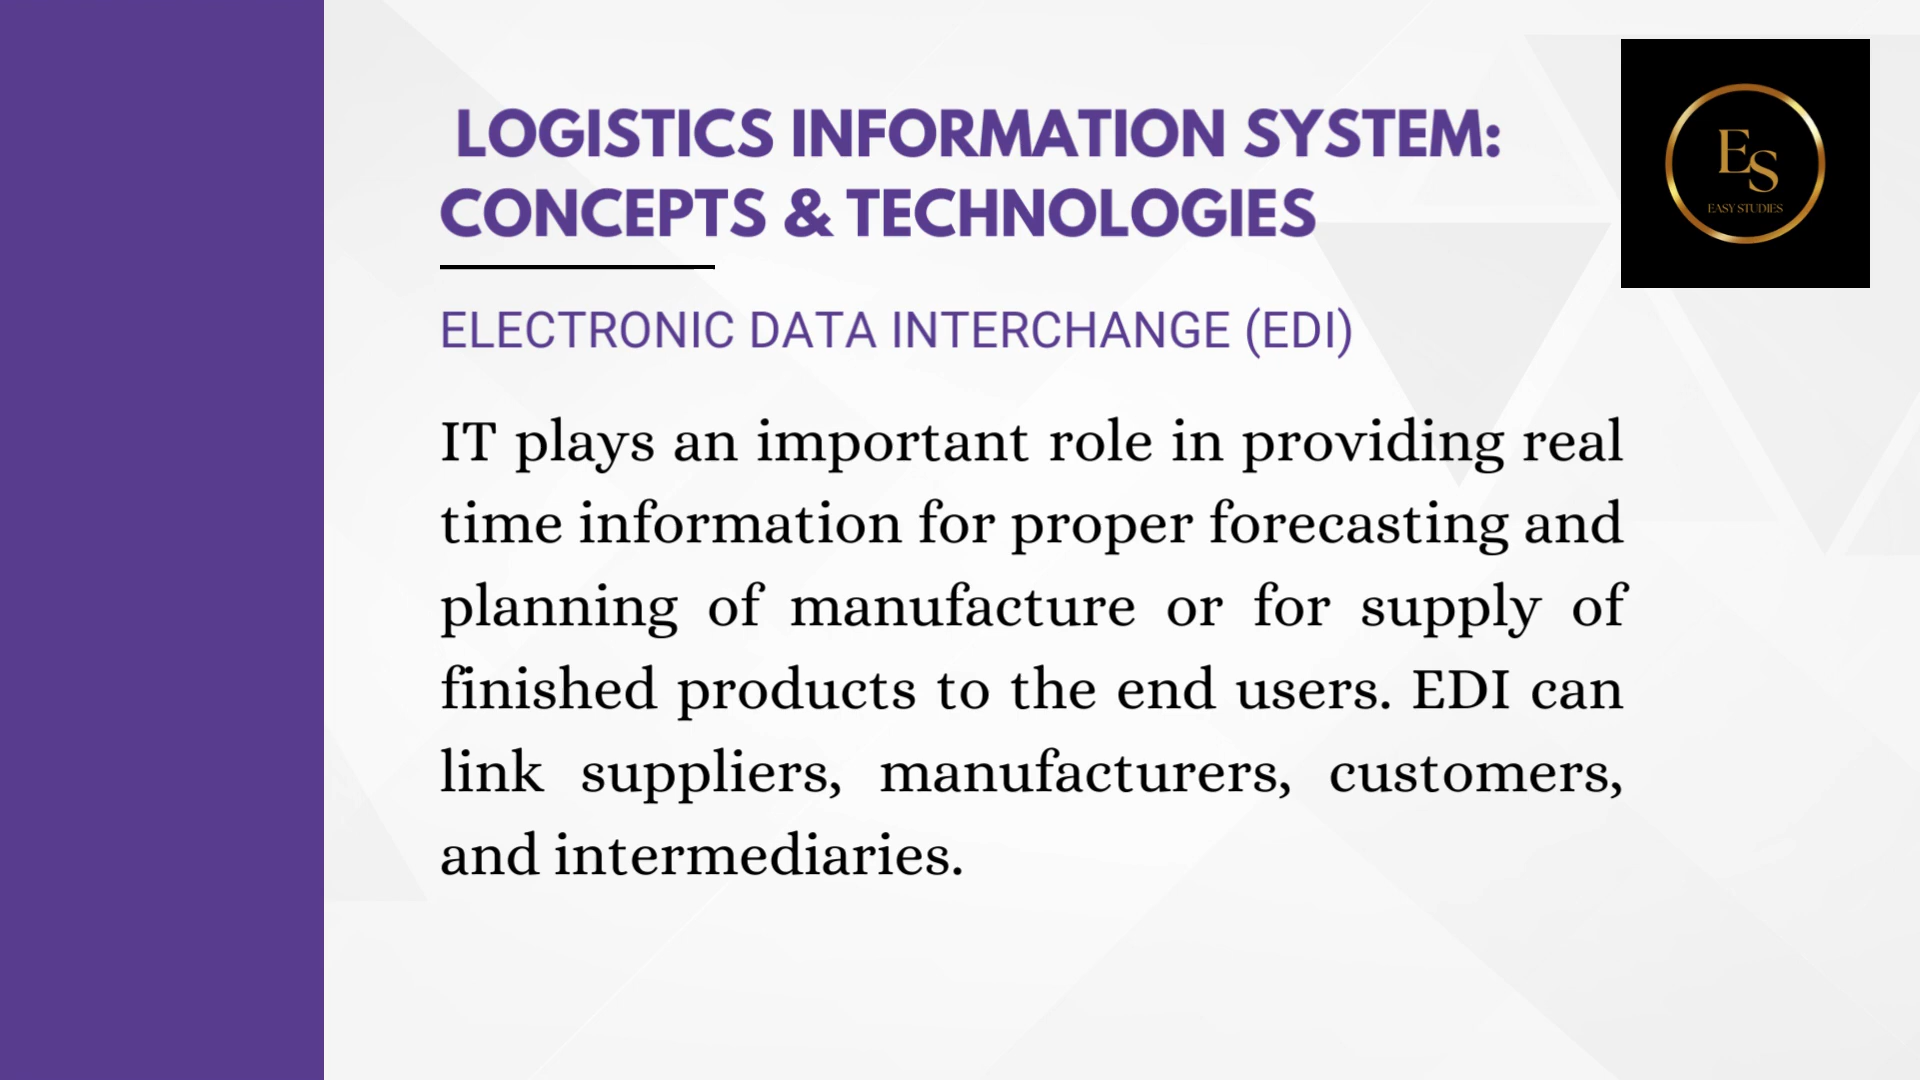 LOGISTICS INFORMATION SYSTEM:
CONCEPTS & TECHNOLOGIES
ES
EASY STUDIES
ELECTRONIC DATA INTERCHANGE (EDI)
IT plays an important role in providing real
time information for proper forecasting and
planning of manufacture or for supply of
finished products to the end users. EDI can
link suppliers, manufacturers, customers,
and intermediaries.